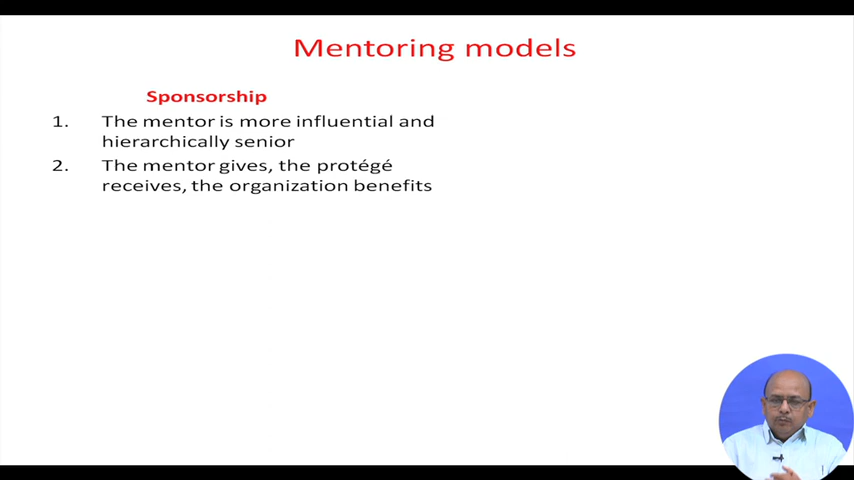 Mentoring models
Sponsorship
1. The mentor is more influential and
hierarchically senior
2. The mentor gives, the protégé
receives, the organization benefits